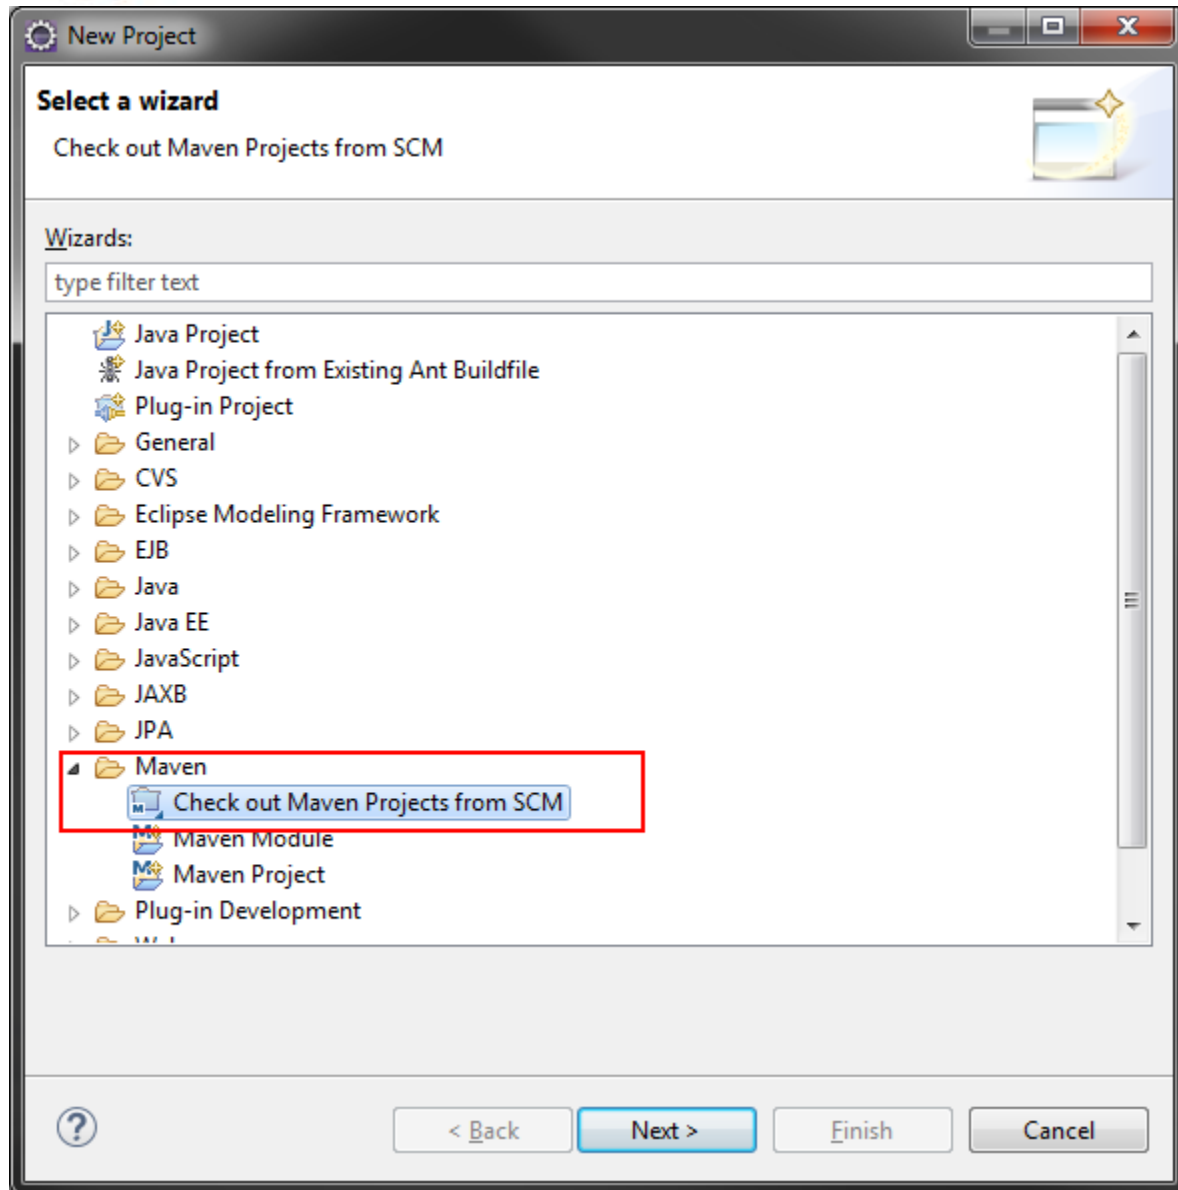 New Project
Select a wizard
Check out Maven Projects from SCM
Wizards:
type filter text
Java Project
Java Project from Existing Ant Buildfile
Plug-in Project
General
CVS
Eclipse Modeling Framework
EJB
Java
Java EE
JavaScript
JAXB
JPA
Maven
Check out Maven Projects from SCM
Maven Module
Maven Project
Plug-in Development
< Back
Next >
Finish
Cancel